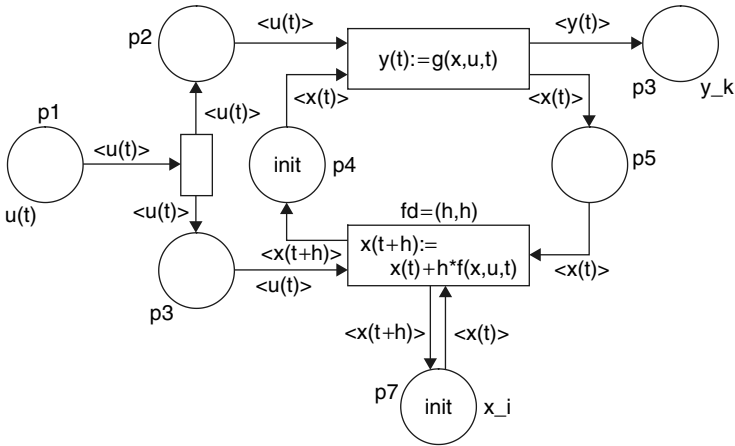 p2
<u(t)>
y(t):=g(x,u,t)
<y(t)>
p3
y_k
p1
<u(t)>
<u(t)>
<x(t)>
<x(t)>
u(t)
init
p4
p5
<u(t)>
fd=(h,h)
<x(t+h)>
x(t+h):=
x(t)+h*f(x,u,t)
<x(t)>
<u(t)>
p3
<x(t+h)>
<x(t)>
p7
init
x_i